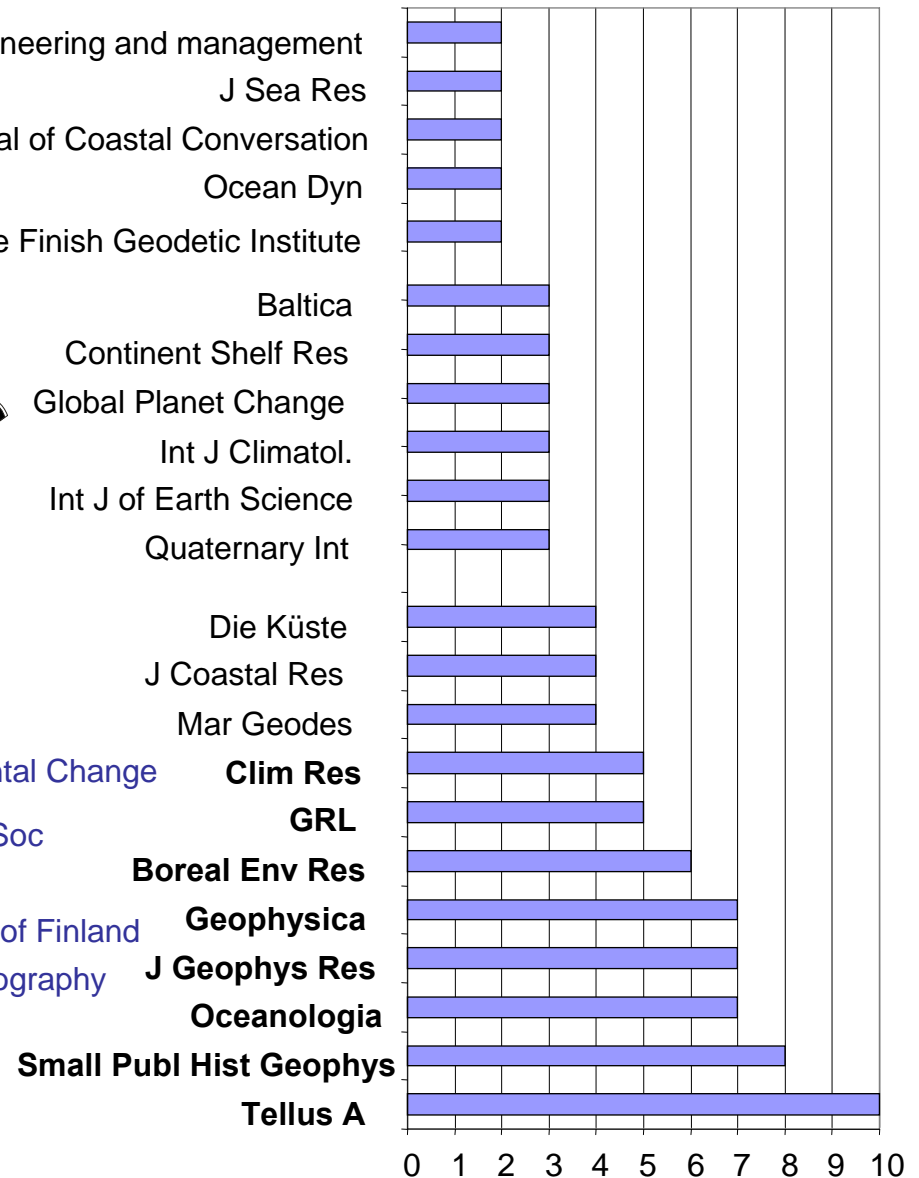 neering and management
J Sea Res
al of Coastal Conversation
Ocean Dyn
e Finish Geodetic Institute
Baltica
Continent Shelf Res
Global Planet Change
Int J Climatol.
Int J of Earth Science
Quaternary Int
Die Küste
J Coastal Res
Mar Geodes
ntal Change Clim Res
GRL
Soc
Boreal Env Res
Geophysica
of Finland
J Geophys Res
ography
Oceanologia
Small Publ Hist Geophys
Tellus A
0 1 2 3 4 5 6 7 8 9 10